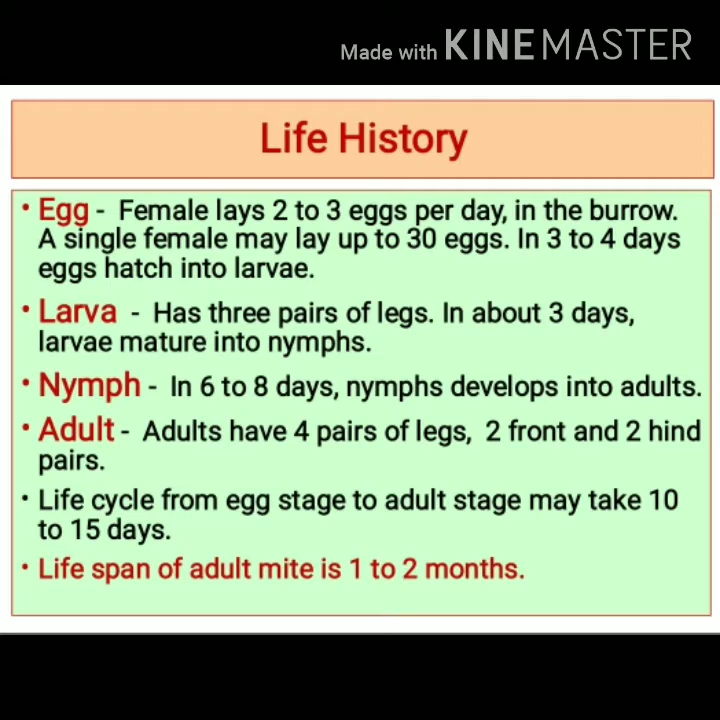 Made with KINEMASTER
Life History
• Egg - Female lays 2 to 3 eggs per day, in the burrow.
A single female may lay up to 30 eggs. In 3 to 4 days
eggs hatch into larvae.
• Larva - Has three pairs of legs. In about 3 days,
larvae mature into nymphs.
• Nymph - In 6 to 8 days, nymphs develops into adults.
• Adult - Adults have 4 pairs of legs, 2 front and 2 hind
pairs.
• Life cycle from egg stage to adult stage may take 10
to 15 days.
• Life span of adult mite is 1 to 2 months.